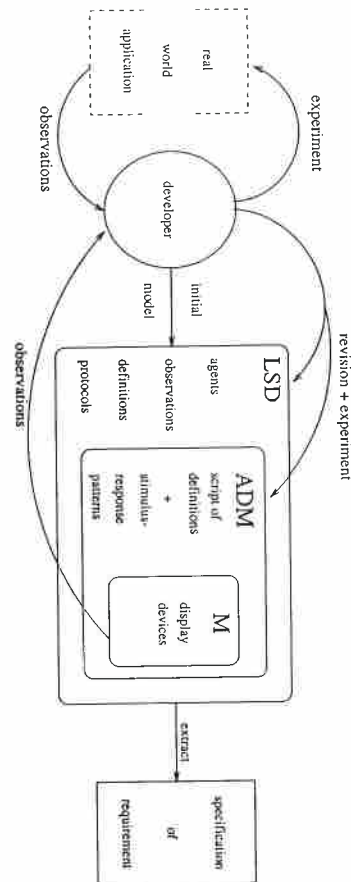 real
world
application
experiment
observations
developer
initial
model
revision + experiment
observations
LSD
agents
observations
definitions
protocols
ADM
script of
definitions
+
stimulus-
response
patterns
M
display
devices
extract
specification
of
requirement